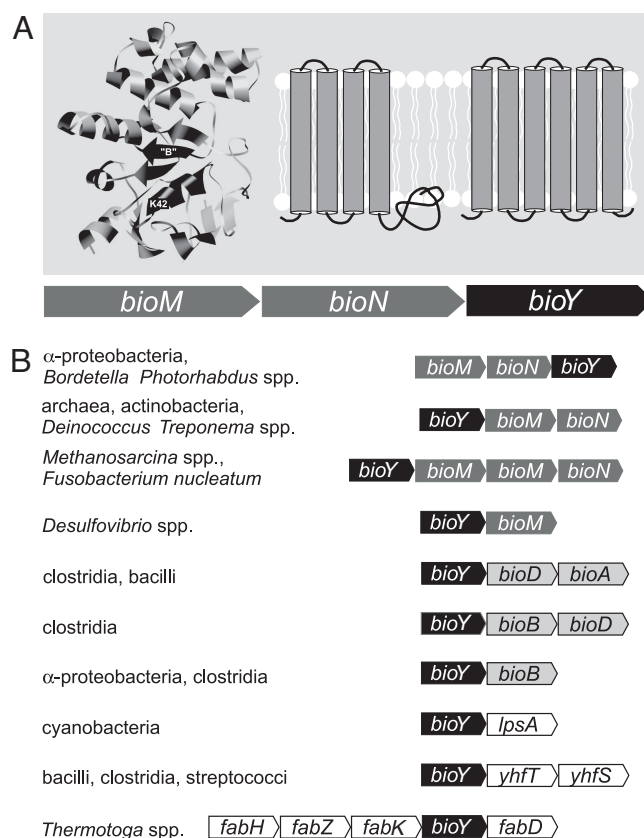 A
"B"
K42
bioM bioN bioY
B
α-proteobacteria,
Bordetella Photorhabdus spp.
bioM bioN bioY
archaea, actinobacteria,
Deinococcus Treponema spp.
bioY bioM bioN
Methanosarcina spp.,
Fusobacterium nucleatum
bioY bioM bioM bioN
Desulfovibrio spp.
bioY bioM
clostridia, bacilli
bioY bioD bioA
clostridia
bioY bioB bioD
α-proteobacteria, clostridia
bioY bioB
cyanobacteria
bioY lpsA
bacilli, clostridia, streptococci
bioY yhfT yhfS
Thermotoga spp.
fabH fabZ fabK bioY fabD